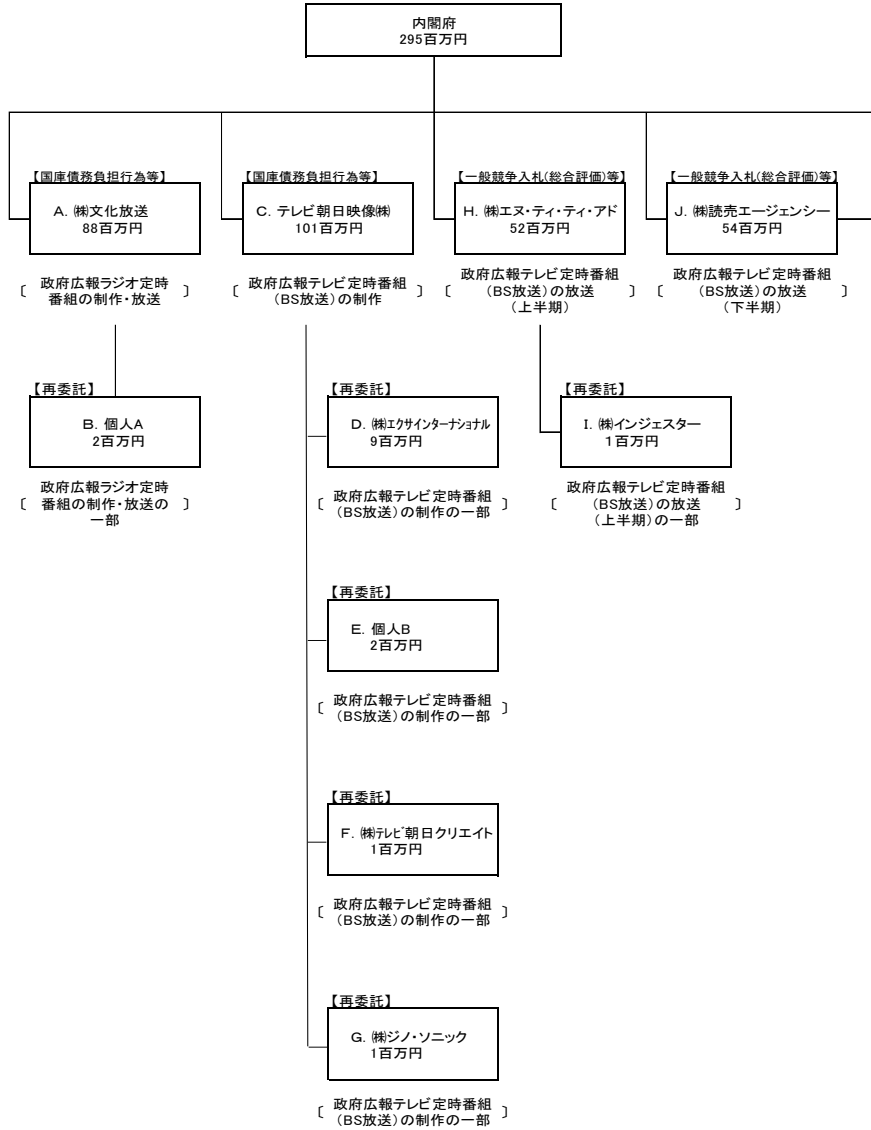 内閣府
295百万円
【国庫債務負担行為等】
A. ㈱文化放送
88百万円
〔 政府広報ラジオ定時
番組の制作・放送 〕
【再委託】
B. 個人A
2百万円
〔 政府広報ラジオ定時
番組の制作・放送の
一部 〕
【国庫債務負担行為等】
C. テレビ朝日映像㈱
101百万円
〔 政府広報テレビ定時番組
(BS放送)の制作 〕
【再委託】
D. ㈱エクサインターナショナル
9百万円
〔 政府広報テレビ定時番組
(BS放送)の制作の一部 〕
【再委託】
E. 個人B
2百万円
〔 政府広報テレビ定時番組
(BS放送)の制作の一部 〕
【再委託】
F. ㈱テレビ朝日クリエイト
1百万円
〔 政府広報テレビ定時番組
(BS放送)の制作の一部 〕
【再委託】
G. ㈱ジノ・ソニック
1百万円
〔 政府広報テレビ定時番組
(BS放送)の制作の一部 〕
【一般競争入札(総合評価)等】
H. ㈱エヌ・ティ・ティ・アド
52百万円
〔 政府広報テレビ定時番組
(BS放送)の放送
(上半期) 〕
【再委託】
I. ㈱インジェスター
1百万円
〔 政府広報テレビ定時番組
(BS放送)の放送
(上半期)の一部 〕
【一般競争入札(総合評価)等】
J. ㈱読売エージェンシー
54百万円
〔 政府広報テレビ定時番組
(BS放送)の放送
(下半期) 〕